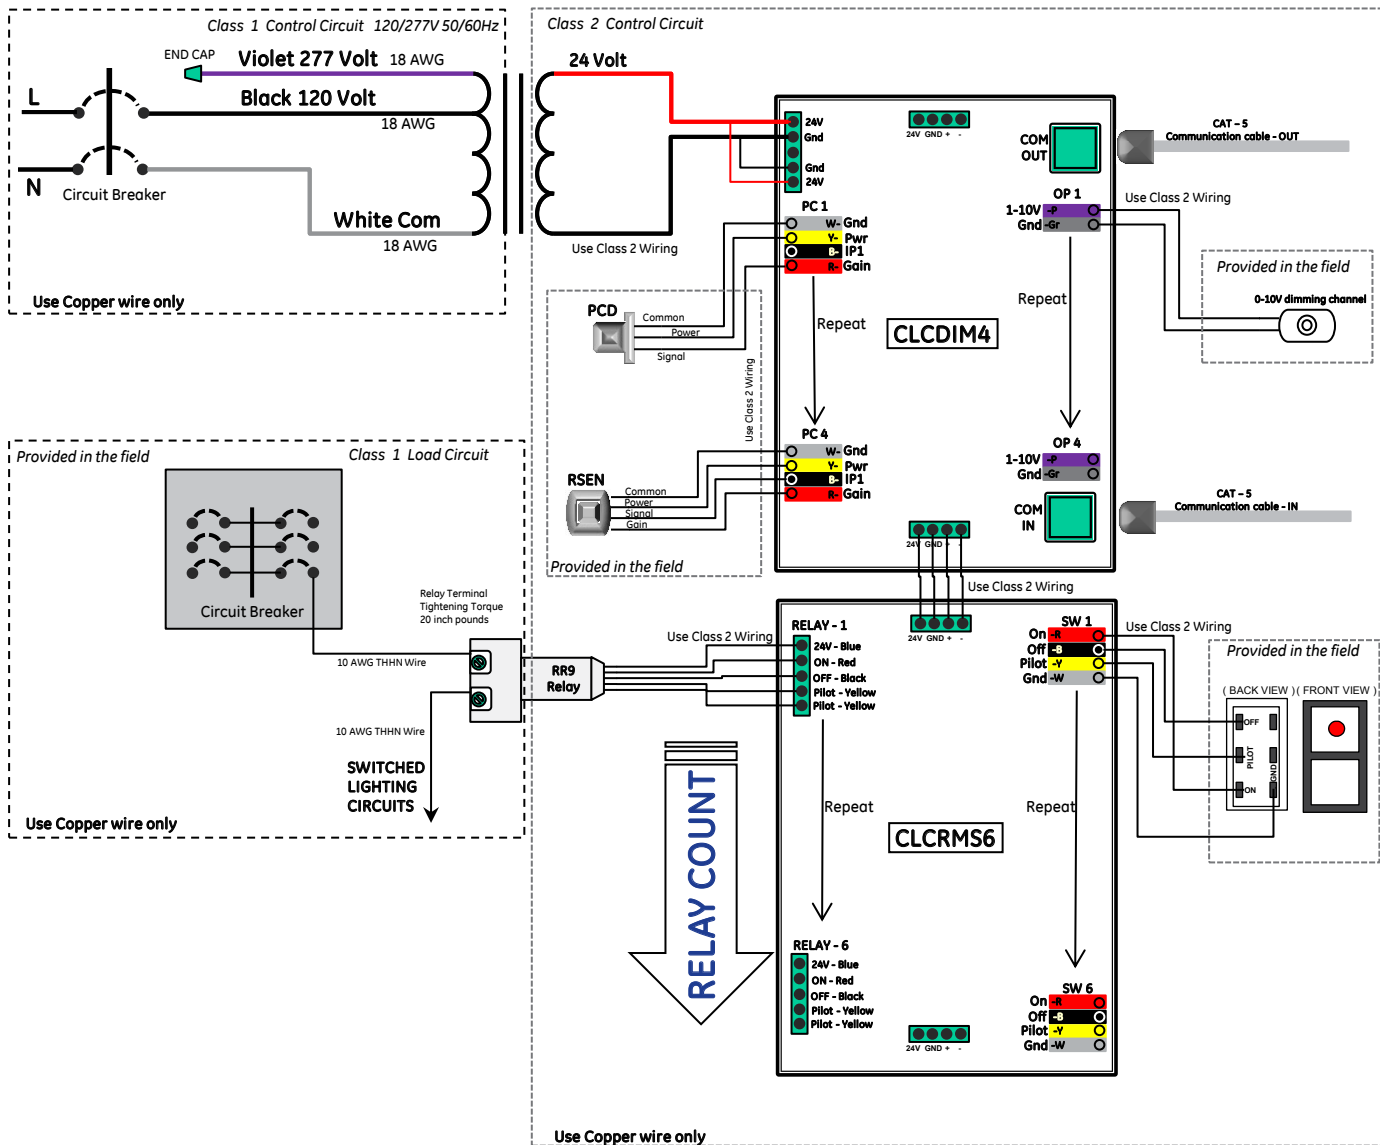 Class 1 Control Circuit 120/277V 50/60Hz
END CAP
Violet 277 Volt 18 AWG
L
Black 120 Volt
18 AWG
N
Circuit Breaker
White Com
18 AWG
Use Copper wire only
Class 2 Control Circuit
24 Volt
Use Class 2 Wiring
24V
Gnd
Gnd
24V
24V GND + -
COM
OUT
CAT - 5
Communication cable - OUT
PC 1
W- Gnd
Y- Pwr
B- IP1
R- Gain
OP 1
1-10V -P
Gnd -Gr
Use Class 2 Wiring
Provided in the field
0-10V dimming channel
PCD
Common
Power
Signal
Use Class 2 Wiring
Repeat
CLCDIM4
Repeat
PC 4
W- Gnd
Y- Pwr
B- IP1
R- Gain
OP 4
1-10V -P
Gnd -Gr
RSEN
Common
Power
Signal
Gain
Provided in the field
COM
IN
CAT - 5
Communication cable - IN
24V GND + -
Use Class 2 Wiring
Provided in the field
Class 1 Load Circuit
Circuit Breaker
Relay Terminal
Tightening Torque
20 inch pounds
10 AWG THHN Wire
RR9
Relay
10 AWG THHN Wire
SWITCHED
LIGHTING
CIRCUITS
Use Copper wire only
Use Class 2 Wiring
24V GND + -
RELAY - 1
24V - Blue
ON - Red
OFF - Black
Pilot - Yellow
Pilot - Yellow
SW 1
On -R
Off -B
Pilot -Y
Gnd -W
Use Class 2 Wiring
Provided in the field
( BACK VIEW ) ( FRONT VIEW )
OFF
PILOT
GND
ON
RELAY COUNT
Repeat
CLCRMS6
Repeat
RELAY - 6
24V - Blue
ON - Red
OFF - Black
Pilot - Yellow
Pilot - Yellow
SW 6
On -R
Off -B
Pilot -Y
Gnd -W
24V GND + -
Use Copper wire only